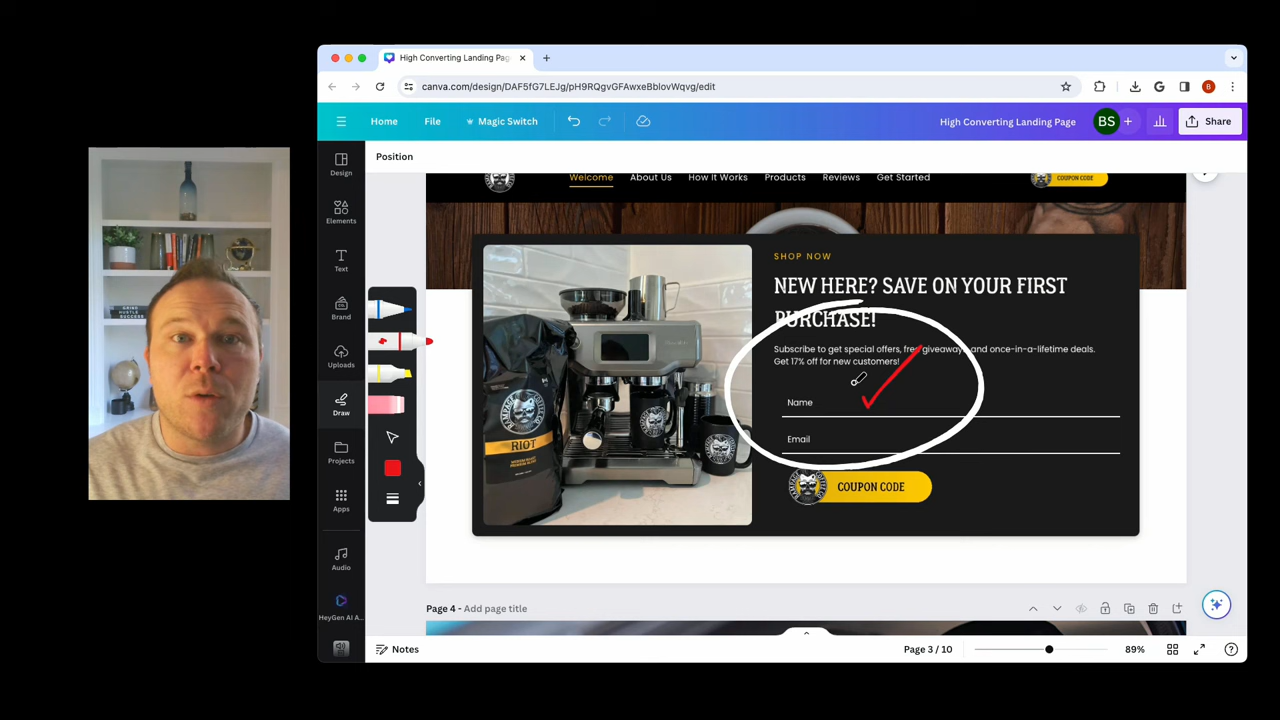 High Converting Landing Pag
canva.com/design/DAF5fG7LEJg/pH9RQgvGFAwxeBblovWqvg/edit
B
Home
File
Magic Switch
High Converting Landing Page
BS
Share
Position
Design
Elements
Text
Brand
Uploads
Draw
Projects
Apps
Audio
HeyGen AI A...
Welcome
About Us
How It Works
Products
Reviews
Get Started
COUPON CODE
SHOP NOW
NEW HERE? SAVE ON YOUR FIRST
PURCHASE!
Subscribe to get special offers, free giveaways, and once-in-a-lifetime deals.
Get 17% off for new customers!
Name
Email
COUPON CODE
RIOT
GRIND
HUSTLE
SUCCESS
Page 4 - Add page title
Notes
Page 3 / 10
89%